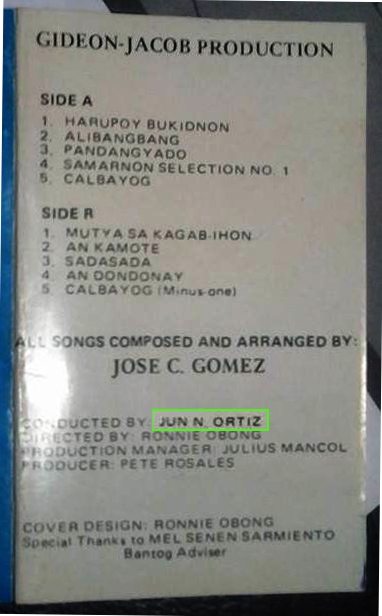 GIDEON-JACOB PRODUCTION
SIDE A
1. HARUPOY BUKIDNON
2. ALIBANGBANG
3. PANDANGYADO
4. SAMARNON SELECTION NO. 1
5. CALBAYOG
SIDE R
1. MUTYA SA KAGAB-IHON
2. AN KAMOTE
3. SADASADA
4. AN DONDONAY
5. CALBAYOG (Minus-one)
ALL SONGS COMPOSED AND ARRANGED BY:
JOSE C. GOMEZ
CONDUCTED BY: JUN N. ORTIZ
DIRECTED BY: RONNIE OBONG
PRODUCTION MANAGER: JULIUS MANCOL
PRODUCER: PETE ROSALES
COVER DESIGN: RONNIE OBONG
Special Thanks to MEL SENEN SARMIENTO
Bantog Adviser